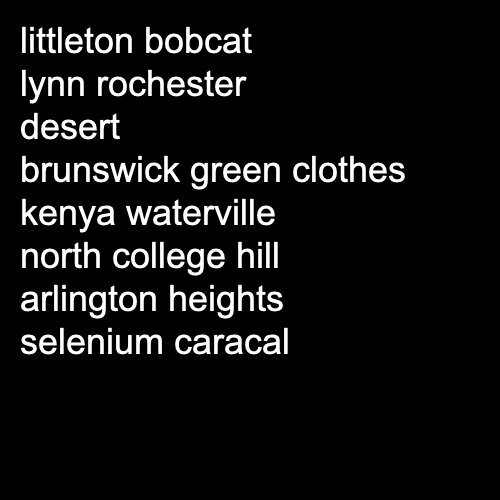 littleton bobcat
lynn rochester
desert
brunswick green clothes
kenya waterville
north college hill
arlington heights
selenium caracal